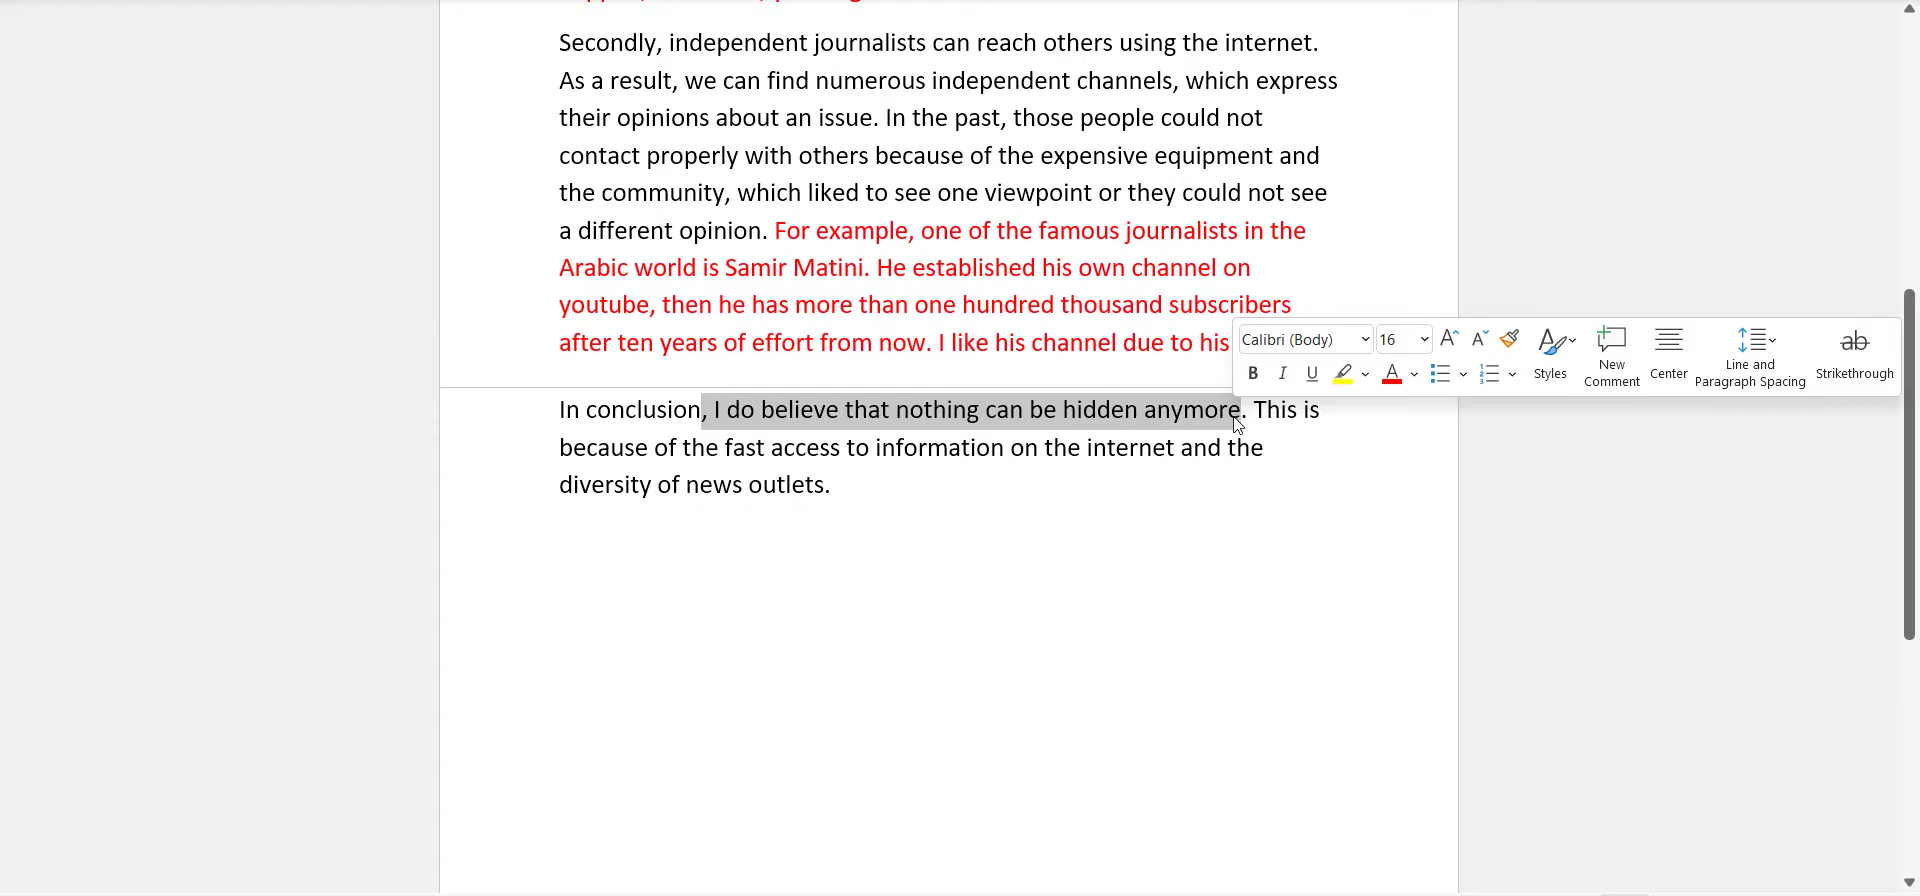 Secondly, independent journalists can reach others using the internet.
As a result, we can find numerous independent channels, which express
their opinions about an issue. In the past, those people could not
contact properly with others because of the expensive equipment and
the community, which liked to see one viewpoint or they could not see
a different opinion. For example, one of the famous journalists in the
Arabic world is Samir Matini. He established his own channel on
youtube, then he has more than one hundred thousand subscribers
after ten years of effort from now. I like his channel due to his
Calibri (Body) 16 A A
B I U A
Styles
New
Comment
Center
Line and
Paragraph Spacing
ab
Strikethrough
In conclusion, I do believe that nothing can be hidden anymore. This is
because of the fast access to information on the internet and the
diversity of news outlets.